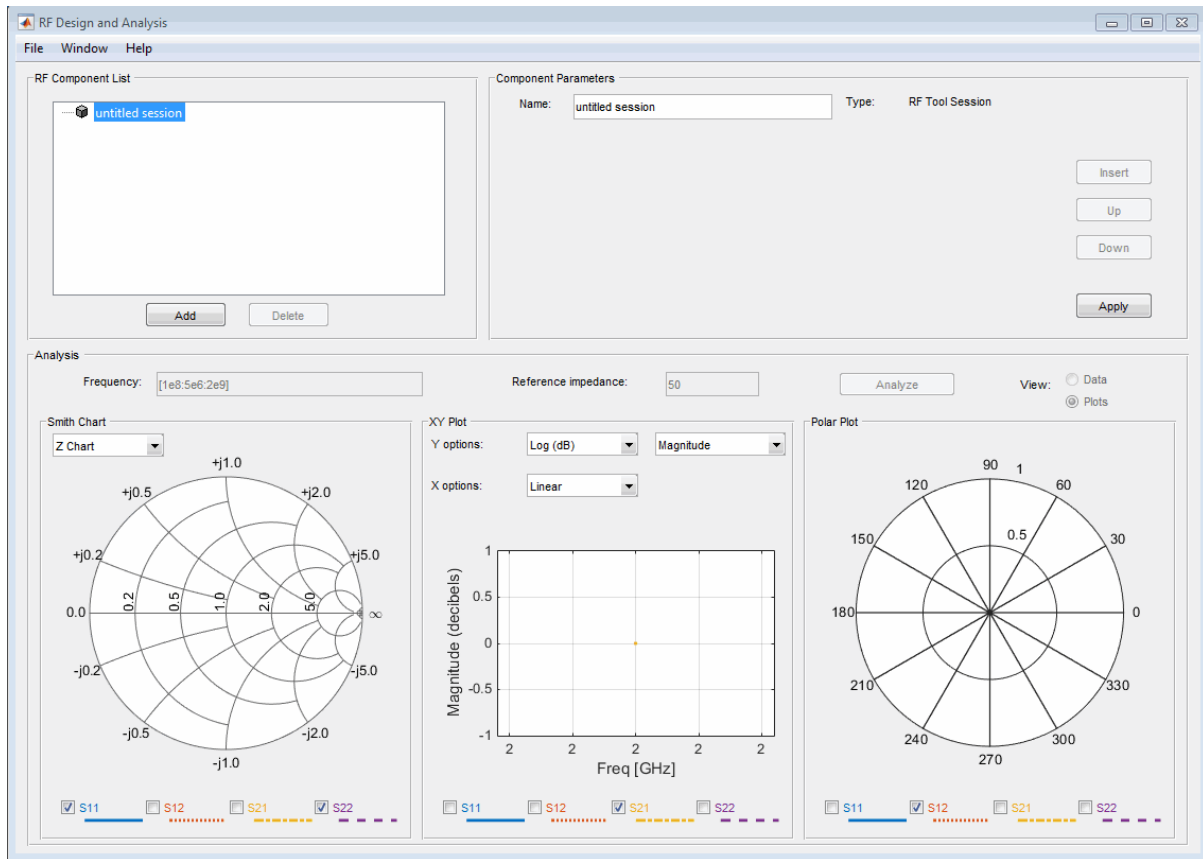 RF Design and Analysis
File Window Help
RF Component List
untitled session
Add Delete
Component Parameters
Name: untitled session Type: RF Tool Session
Insert
Up
Down
Apply
Analysis
Frequency: [1e8:5e6:2e9] Reference impedance: 50 Analyze View: Data
Plots
Smith Chart
Z Chart
+j1.0
+j0.5 +j2.0
+j0.2 +j5.0
0.0 0.2 0.5 1.0 2.0 5.0 ∞
-j0.2 -j5.0
-j0.5 -j2.0
-j1.0
S11 S12 S21 S22
XY Plot
Y options: Log (dB) Magnitude
X options: Linear
Magnitude (decibels)
1
0.5
0
-0.5
-1
2 2 2 2 2
Freq [GHz]
S11 S12 S21 S22
Polar Plot
90 1
120 60
0.5
150 30
180 0
210 330
240 300
270
S11 S12 S21 S22